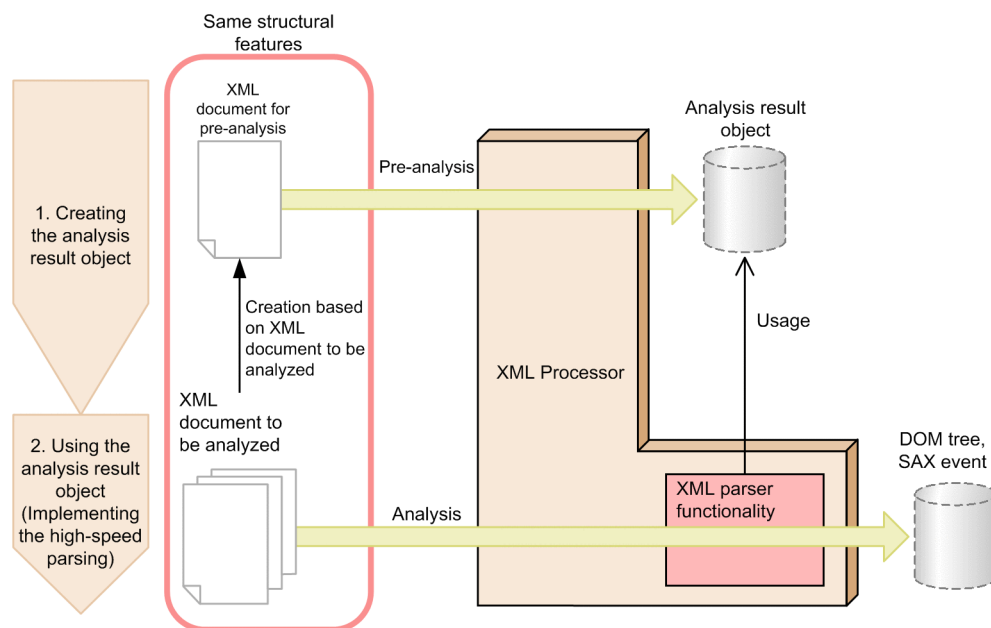 Same structural
features
XML
document for
pre-analysis
Analysis result
object
Pre-analysis
1. Creating
the analysis
result object
Creation based
on XML
document to be
analyzed
Usage
XML Processor
XML
document to
be analyzed
2. Using the
analysis result
object
(Implementing
the high-speed
parsing)
DOM tree,
SAX event
XML parser
functionality
Analysis